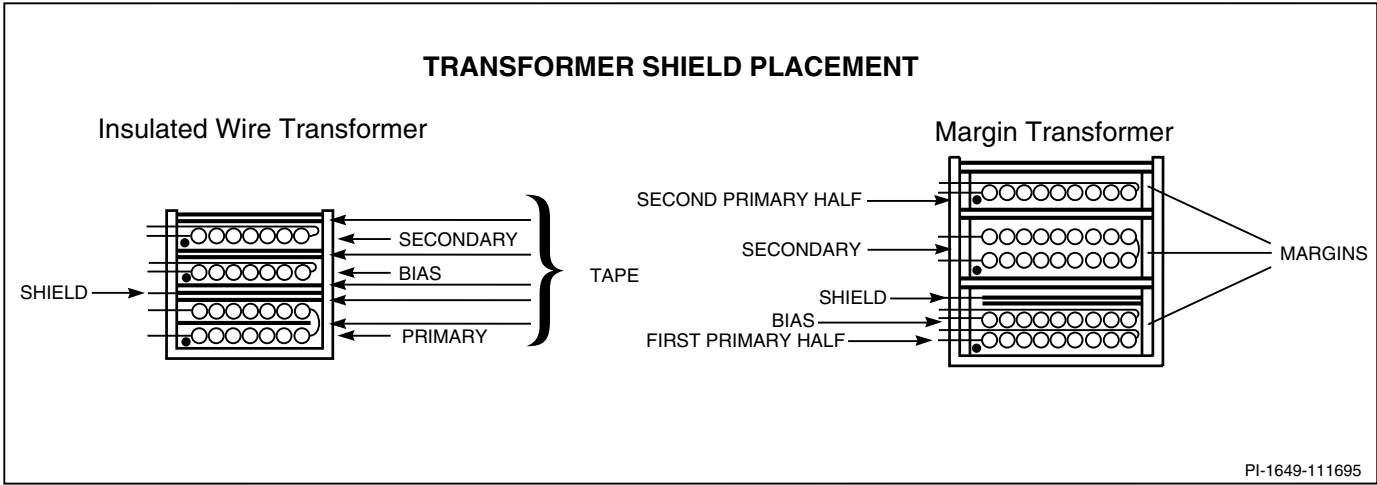 TRANSFORMER SHIELD PLACEMENT
Insulated Wire Transformer
SHIELD
SECONDARY
BIAS
PRIMARY
TAPE
Margin Transformer
SECOND PRIMARY HALF
SECONDARY
SHIELD
BIAS
FIRST PRIMARY HALF
MARGINS
PI-1649-111695